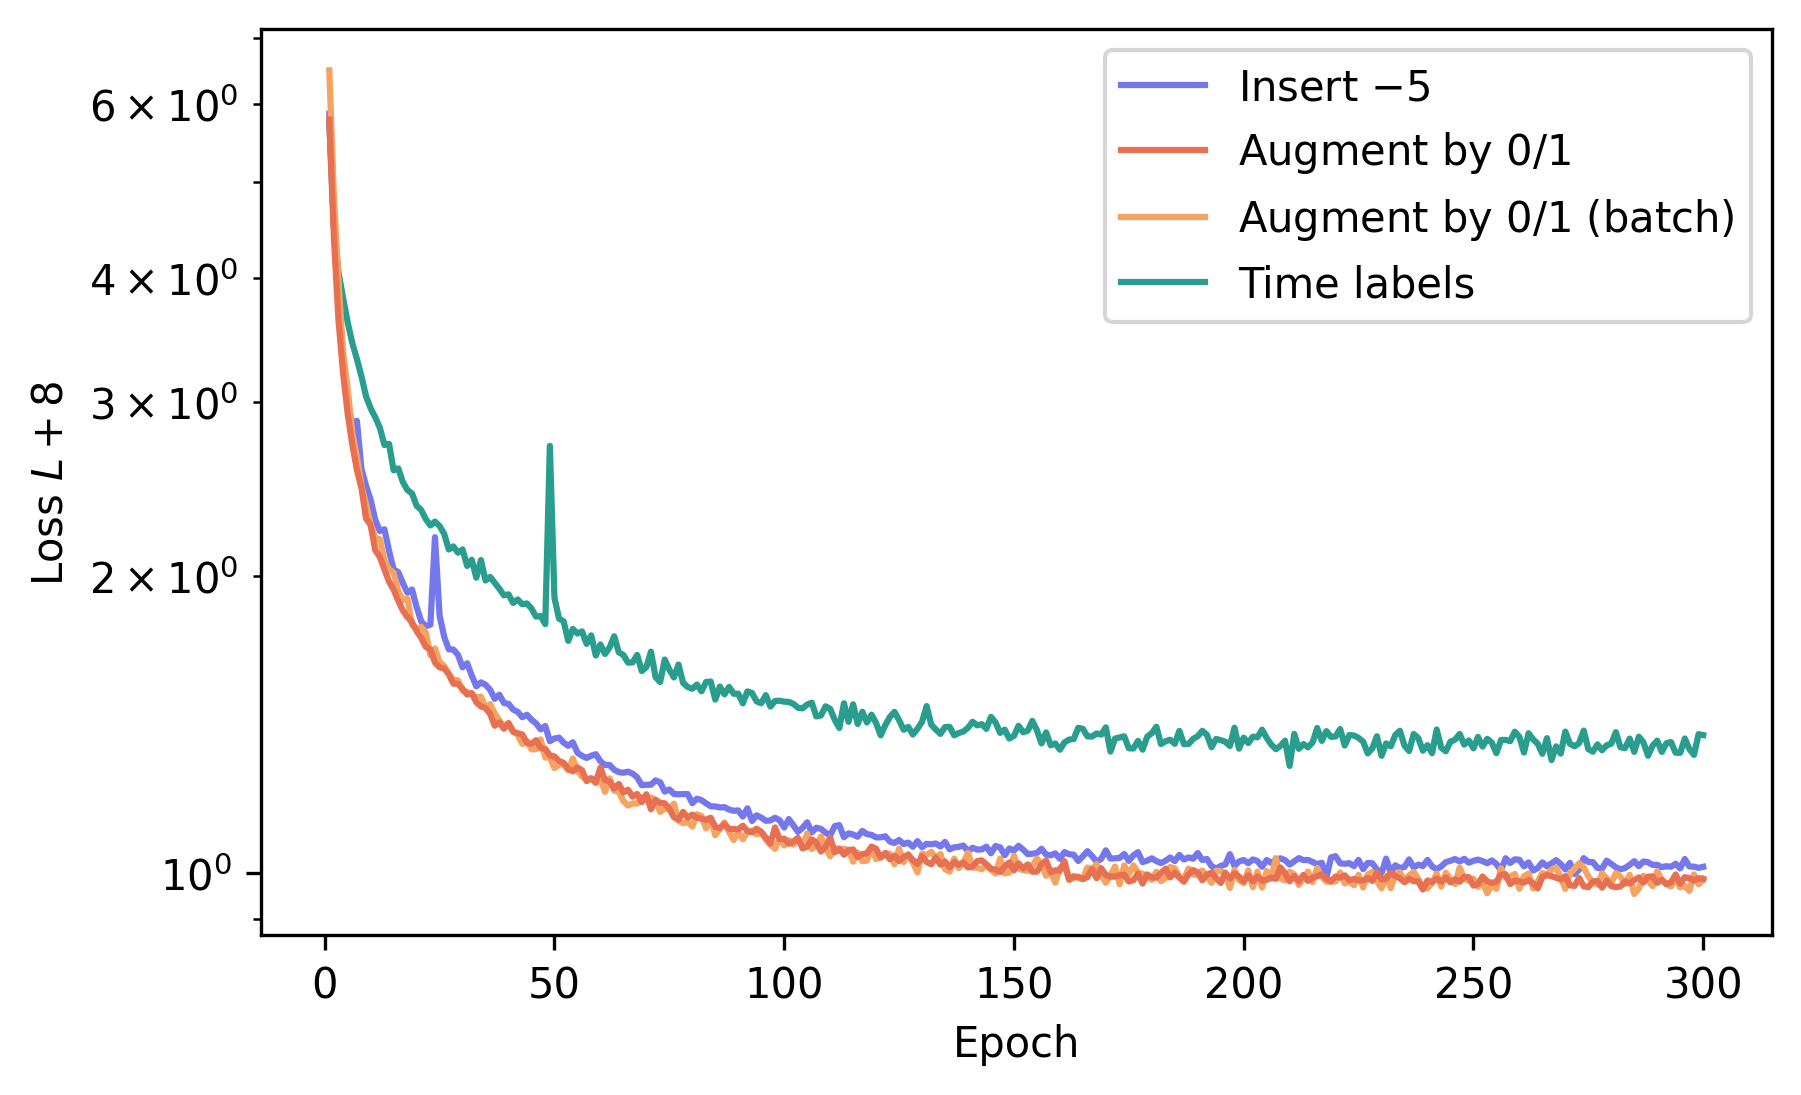 Insert −5
Augment by 0/1
Augment by 0/1 (batch)
Time labels
Loss L + 8
6 × 10⁰
4 × 10⁰
3 × 10⁰
2 × 10⁰
10⁰
0 50 100 150 200 250 300
Epoch